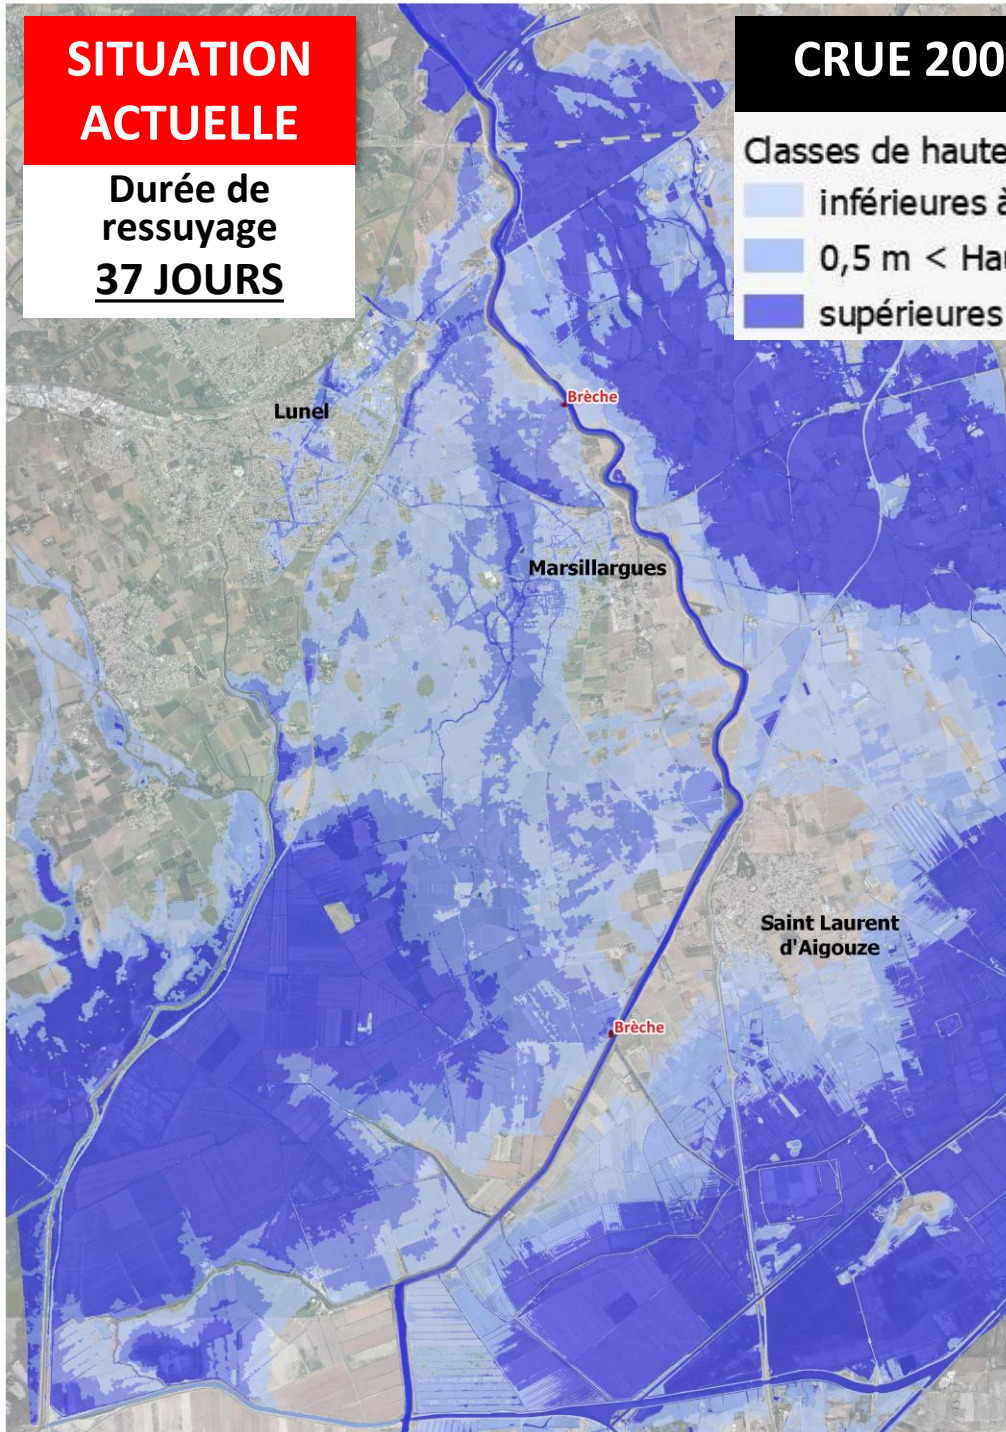 SITUATION
ACTUELLE
Durée de
ressuyage
37 JOURS
CRUE 200
Classes de haute
inférieures à
0,5 m < Hau
supérieures
Brèche
Lunel
Marsillargues
Saint Laurent
d'Aigouze
Brèche